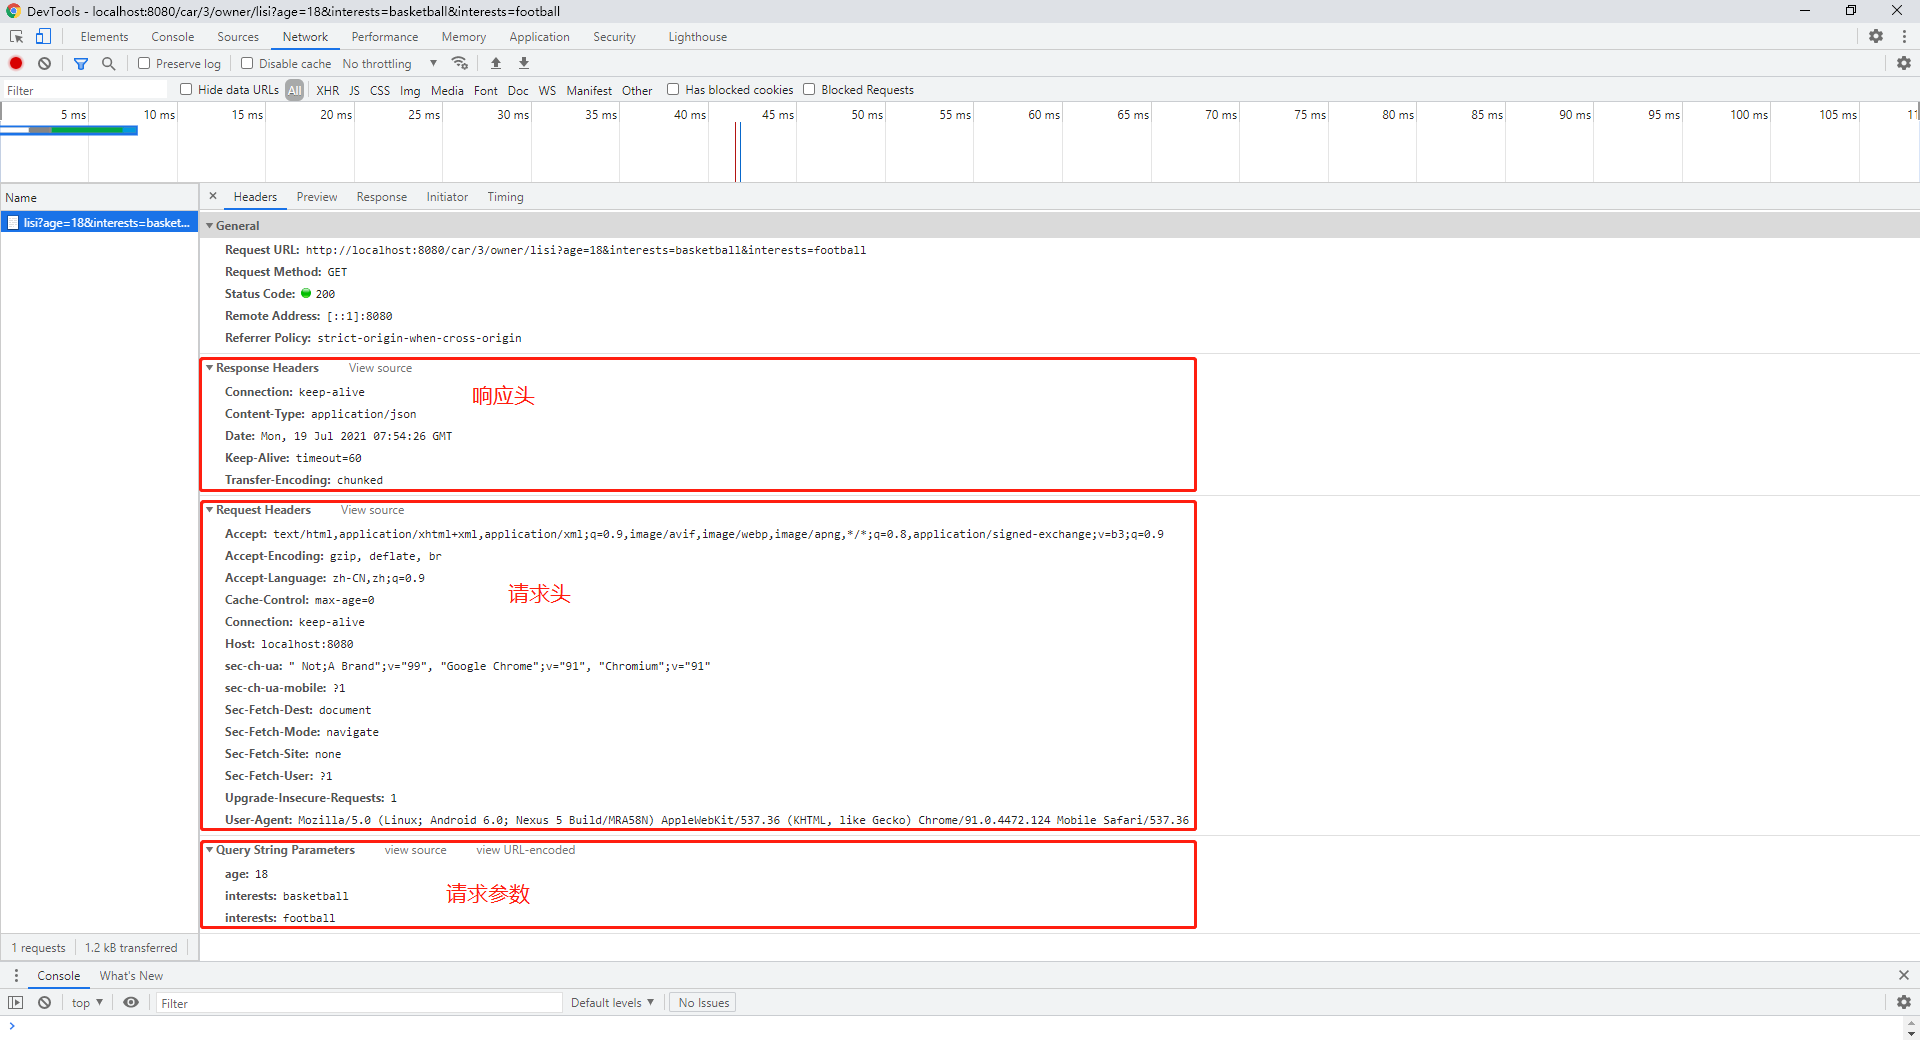 DevTools - localhost:8080/car/3/owner/lisi?age=18&interests=basketball&interests=football
Elements Console Sources Network Performance Memory Application Security Lighthouse
Preserve log Disable cache No throttling
Filter Hide data URLs All XHR JS CSS Img Media Font Doc WS Manifest Other Has blocked cookies Blocked Requests
5 ms 10 ms 15 ms 20 ms 25 ms 30 ms 35 ms 40 ms 45 ms 50 ms 55 ms 60 ms 65 ms 70 ms 75 ms 80 ms 85 ms 90 ms 95 ms 100 ms 105 ms
Name
lisi?age=18&interests=basket...
Headers Preview Response Initiator Timing
General
Request URL: http://localhost:8080/car/3/owner/lisi?age=18&interests=basketball&interests=football
Request Method: GET
Status Code: 200
Remote Address: [::1]:8080
Referrer Policy: strict-origin-when-cross-origin
Response Headers View source
Connection: keep-alive
响应头
Content-Type: application/json
Date: Mon, 19 Jul 2021 07:54:26 GMT
Keep-Alive: timeout=60
Transfer-Encoding: chunked
Request Headers View source
Accept: text/html,application/xhtml+xml,application/xml;q=0.9,image/avif,image/webp,image/apng,*/*;q=0.8,application/signed-exchange;v=b3;q=0.9
Accept-Encoding: gzip, deflate, br
Accept-Language: zh-CN,zh;q=0.9
请求头
Cache-Control: max-age=0
Connection: keep-alive
Host: localhost:8080
sec-ch-ua: " Not;A Brand";v="99", "Google Chrome";v="91", "Chromium";v="91"
sec-ch-ua-mobile: ?1
Sec-Fetch-Dest: document
Sec-Fetch-Mode: navigate
Sec-Fetch-Site: none
Sec-Fetch-User: ?1
Upgrade-Insecure-Requests: 1
User-Agent: Mozilla/5.0 (Linux; Android 6.0; Nexus 5 Build/MRA58N) AppleWebKit/537.36 (KHTML, like Gecko) Chrome/91.0.4472.124 Mobile Safari/537.36
Query String Parameters view source view URL-encoded
age: 18
interests: basketball
请求参数
interests: football
1 requests 1.2 kB transferred
Console What's New
top Filter Default levels No Issues